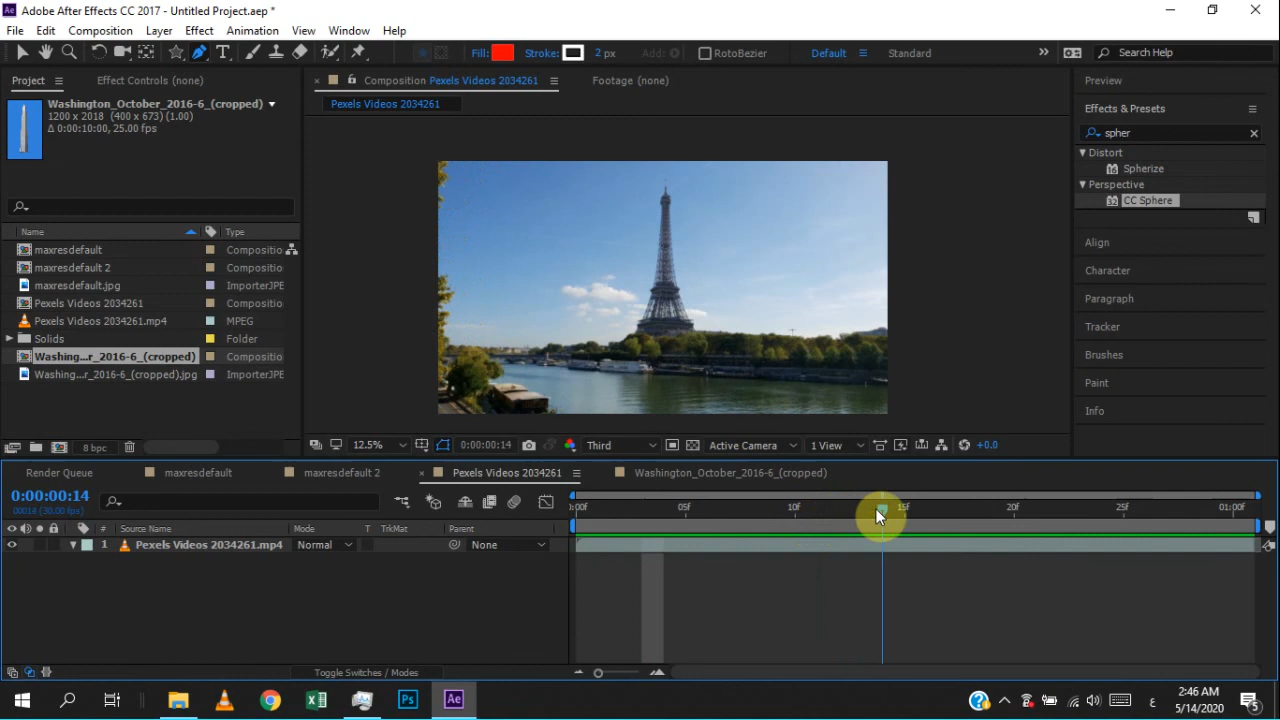 Adobe After Effects CC 2017 - Untitled Project.aep *
File Edit Composition Layer Effect Animation View Window Help
Fill: Stroke: 2 px Add: RotoBezier Default Standard Search Help
Project Effect Controls (none)
Washington_October_2016-6_(cropped)
1200 x 2018 (400 x 673) (1.00)
Δ 0:00:10:00, 25.00 fps
Name Type
maxresdefault Compositio
maxresdefault 2 Compositio
maxresdefault.jpg ImporterJPE
Pexels Videos 2034261 Compositio
Pexels Videos 2034261.mp4 MPEG
Solids Folder
Washing...r_2016-6_(cropped) Compositio
Washing...r_2016-6_(cropped).jpg ImporterJPE
8 bpc
Composition Pexels Videos 2034261 Footage (none)
Pexels Videos 2034261
12.5% 0:00:00:14 Third Active Camera 1 View +0.0
Preview
Effects & Presets
spher
Distort
Spherize
Perspective
CC Sphere
Align
Character
Paragraph
Tracker
Brushes
Paint
Info
Render Queue maxresdefault maxresdefault 2 Pexels Videos 2034261 Washington_October_2016-6_(cropped)
0:00:00:14
00014 (30.00 fps)
:00f 05f 10f 15f 20f 25f 01:00f
# Source Name Mode T TrkMat Parent
1 Pexels Videos 2034261.mp4 Normal None
Toggle Switches / Modes
Ps Ae ع 2:46 AM
5/14/2020 5